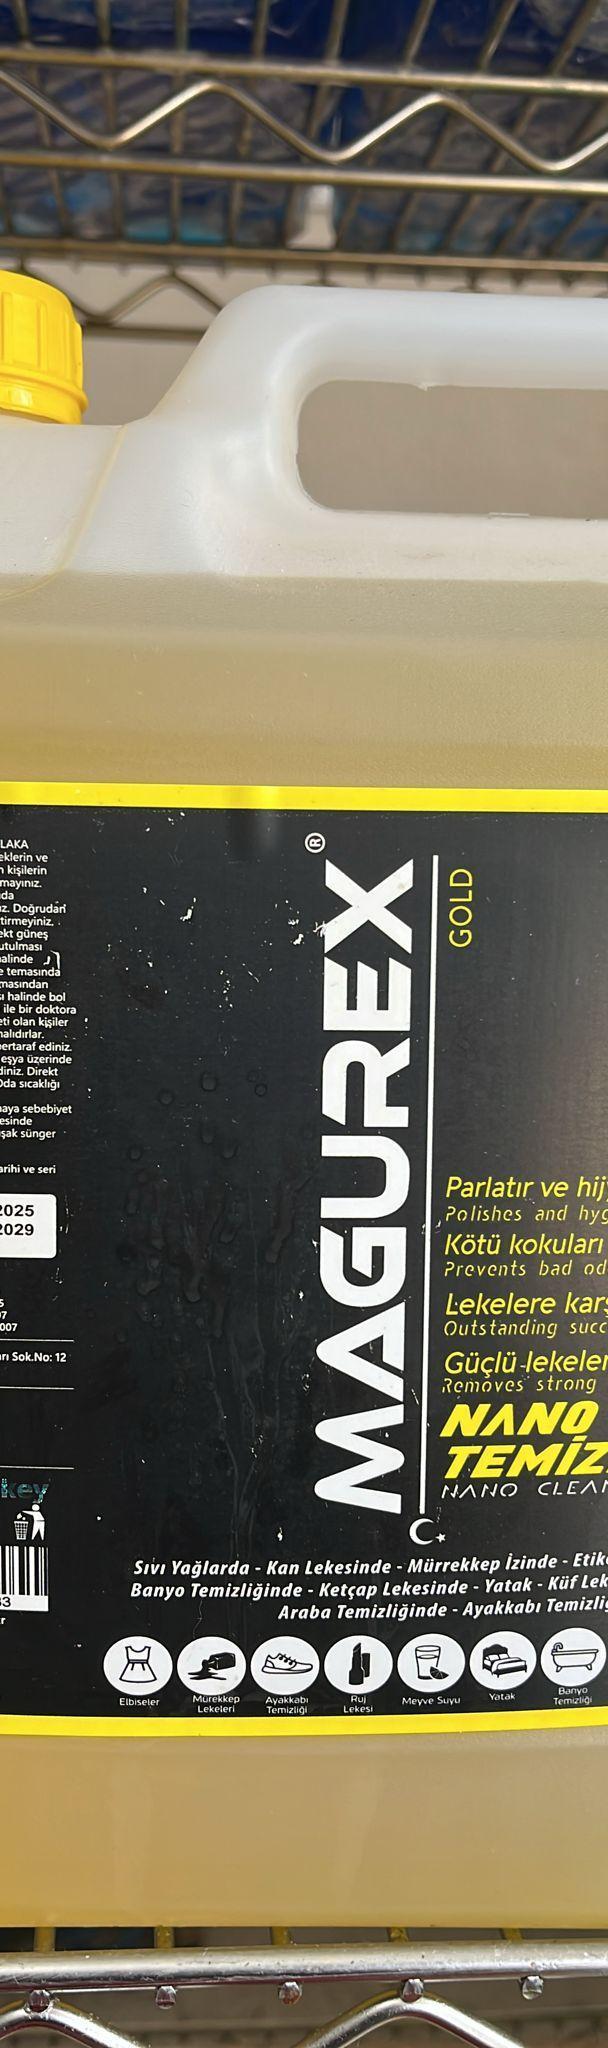 LAKA
eklerin ve
n kişilerin
mayınız.
da
z. Doğrudan
tirmeyiniz.
ekt güneş
utulması
halinde
e temasında
masından
sı halinde bol
ile bir doktora
eti olan kişiler
malıdırlar.
bertaraf ediniz.
eşya üzerinde
diniz. Direkt
Oda sıcaklığı
maya sebebiyet
esinde
şak sünger
arihi ve seri
2025
2029
5
07
007
rı Sok.No: 12
key
33
r
MAGUREX®
GOLD
Parlatır ve hij
Polishes and hyg
Kötü kokuları
Prevents bad od
Lekelere karş
Outstanding succ
Güçlü lekeler
Removes strong
NANO
TEMİZ
NANO CLEAN
Sıvı Yağlarda - Kan Lekesinde - Mürrekkep İzinde - Etike
Banyo Temizliğinde - Ketçap Lekesinde - Yatak - Küf Lek
Araba Temizliğinde - Ayakkabı Temizliğ
Elbiseler
Mürekkep
Lekeleri
Ayakkabı
Temizliği
Ruj
Lekesi
Meyve Suyu
Yatak
Banyo
Temizliği